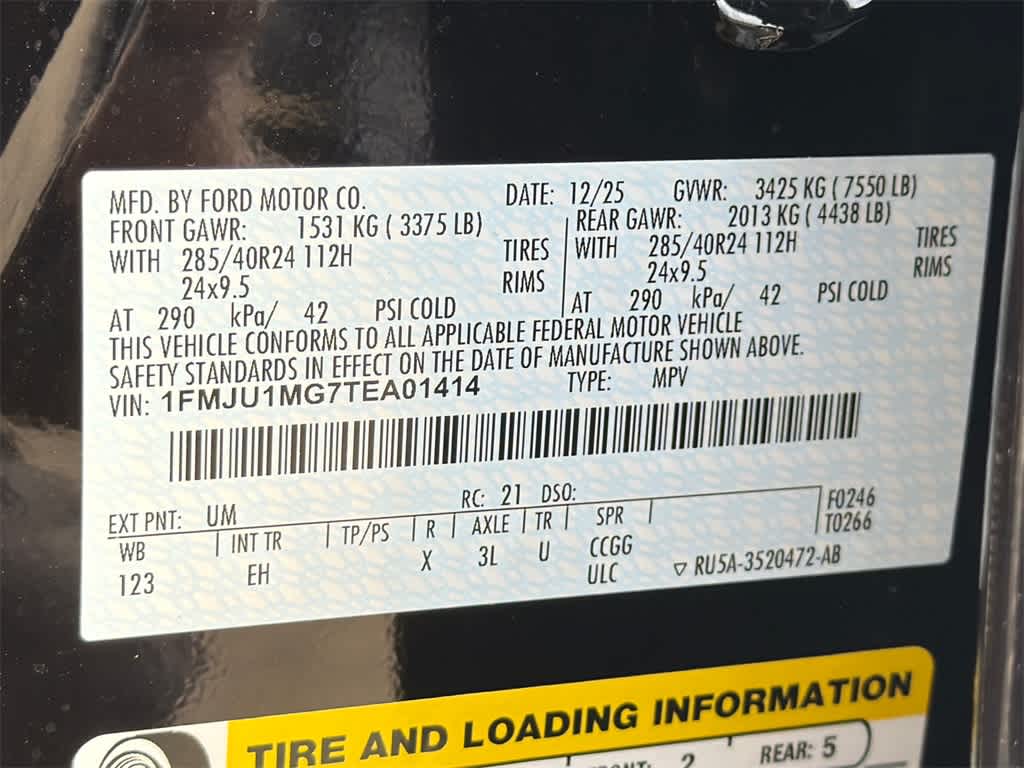 MFD. BY FORD MOTOR CO. DATE: 12/25 GVWR: 3425 KG ( 7550 LB)
FRONT GAWR: 1531 KG ( 3375 LB) REAR GAWR: 2013 KG ( 4438 LB)
WITH 285/40R24 112H TIRES WITH 285/40R24 112H TIRES
24x9.5 RIMS 24x9.5 RIMS
AT 290 kPa/ 42 PSI COLD AT 290 kPa/ 42 PSI COLD
THIS VEHICLE CONFORMS TO ALL APPLICABLE FEDERAL MOTOR VEHICLE
SAFETY STANDARDS IN EFFECT ON THE DATE OF MANUFACTURE SHOWN ABOVE.
VIN: 1FMJU1MG7TEA01414 TYPE: MPV
EXT PNT: UM RC: 21 DSO: F0246
WB INT TR TP/PS R AXLE TR SPR T0266
123 EH X 3L U CCGG
ULC ▽ RU5A-3520472-AB
TIRE AND LOADING INFORMATION
FRONT: 2 REAR: 5